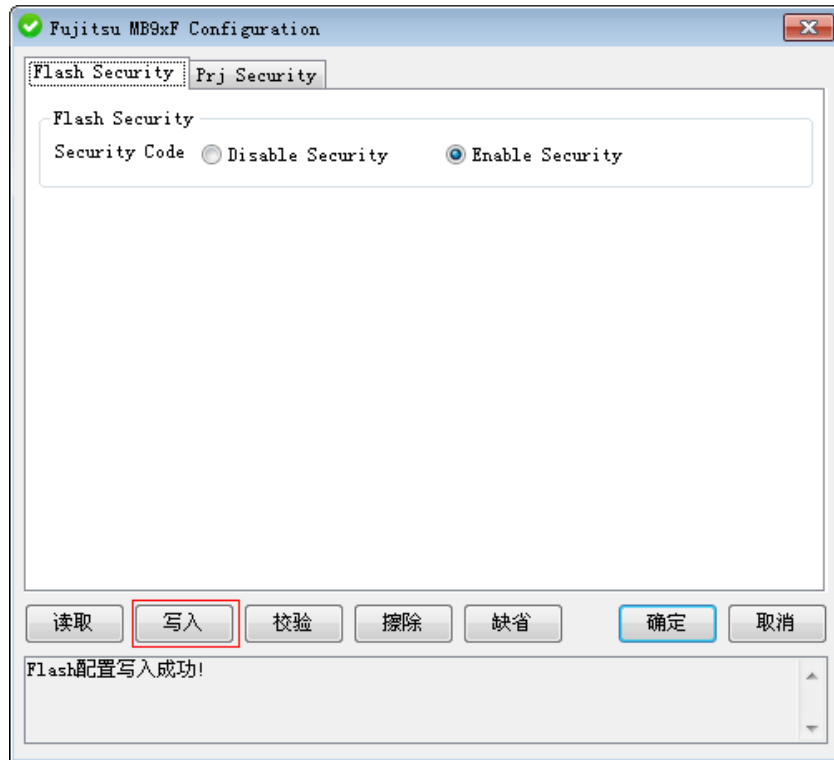 Fujitsu MB9xF Configuration
Flash Security Prj Security
Flash Security
Security Code Disable Security Enable Security
读取 写入 校验 擦除 缺省 确定 取消
Flash配置写入成功!